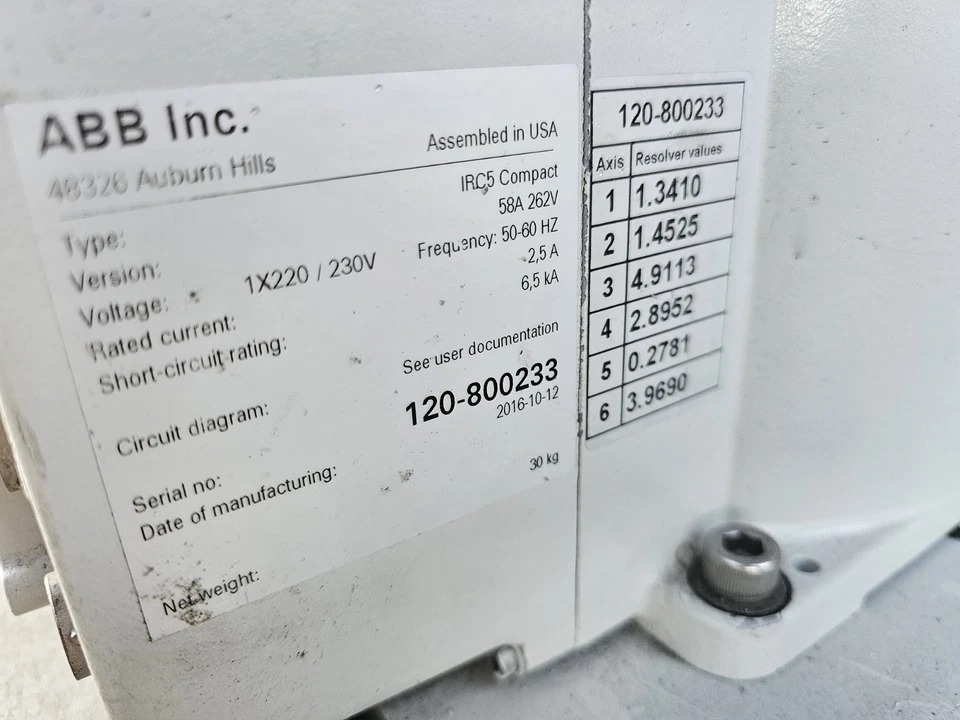 ABB Inc.
48326 Auburn Hills
Assembled in USA
Type: IRC5 Compact
Version: 58A 262V
Voltage: 1X220 / 230V Frequency: 50-60 HZ
Rated current: 2,5 A
Short-circuit rating: 6,5 kA
Circuit diagram: See user documentation
Serial no: 120-800233
Date of manufacturing: 2016-10-12
Net weight: 30 kg
120-800233
Axis Resolver values
1 1.3410
2 1.4525
3 4.9113
4 2.8952
5 0.2781
6 3.9690